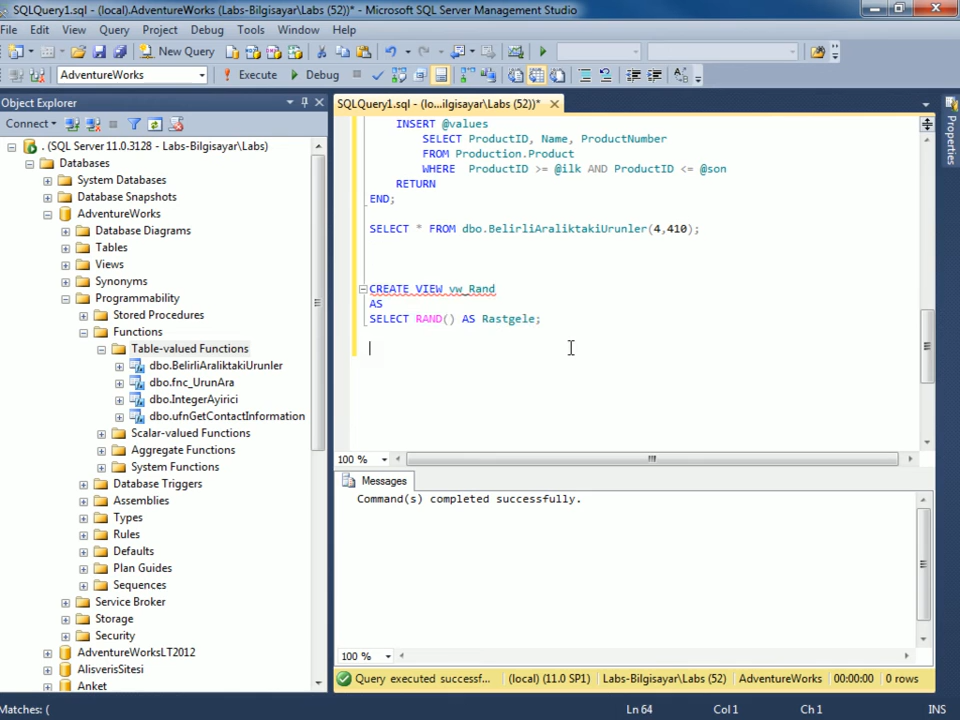 SQLQuery1.sql - (local).AdventureWorks (Labs-Bilgisayar\Labs (52))* - Microsoft SQL Server Management Studio
File Edit View Query Project Debug Tools Window Help
New Query
AdventureWorks Execute Debug
Object Explorer
Connect
. (SQL Server 11.0.3128 - Labs-Bilgisayar\Labs)
Databases
System Databases
Database Snapshots
AdventureWorks
Database Diagrams
Tables
Views
Synonyms
Programmability
Stored Procedures
Functions
Table-valued Functions
dbo.BelirliAraliktakiUrunler
dbo.fnc_UrunAra
dbo.IntegerAyirici
dbo.ufnGetContactInformation
Scalar-valued Functions
Aggregate Functions
System Functions
Database Triggers
Assemblies
Types
Rules
Defaults
Plan Guides
Sequences
Service Broker
Storage
Security
AdventureWorksLT2012
AlisverisSitesi
Anket
SQLQuery1.sql - (lo...ilgisayar\Labs (52))*
INSERT @values
SELECT ProductID, Name, ProductNumber
FROM Production.Product
WHERE ProductID >= @ilk AND ProductID <= @son
RETURN
END;
SELECT * FROM dbo.BelirliAraliktakiUrunler(4,410);
CREATE VIEW vw_Rand
AS
SELECT RAND() AS Rastgele;
100 %
Messages
Command(s) completed successfully.
100 %
Query executed successf... (local) (11.0 SP1) Labs-Bilgisayar\Labs (52) AdventureWorks 00:00:00 0 rows
Matches: ( Ln 64 Col 1 Ch 1 INS
Properties